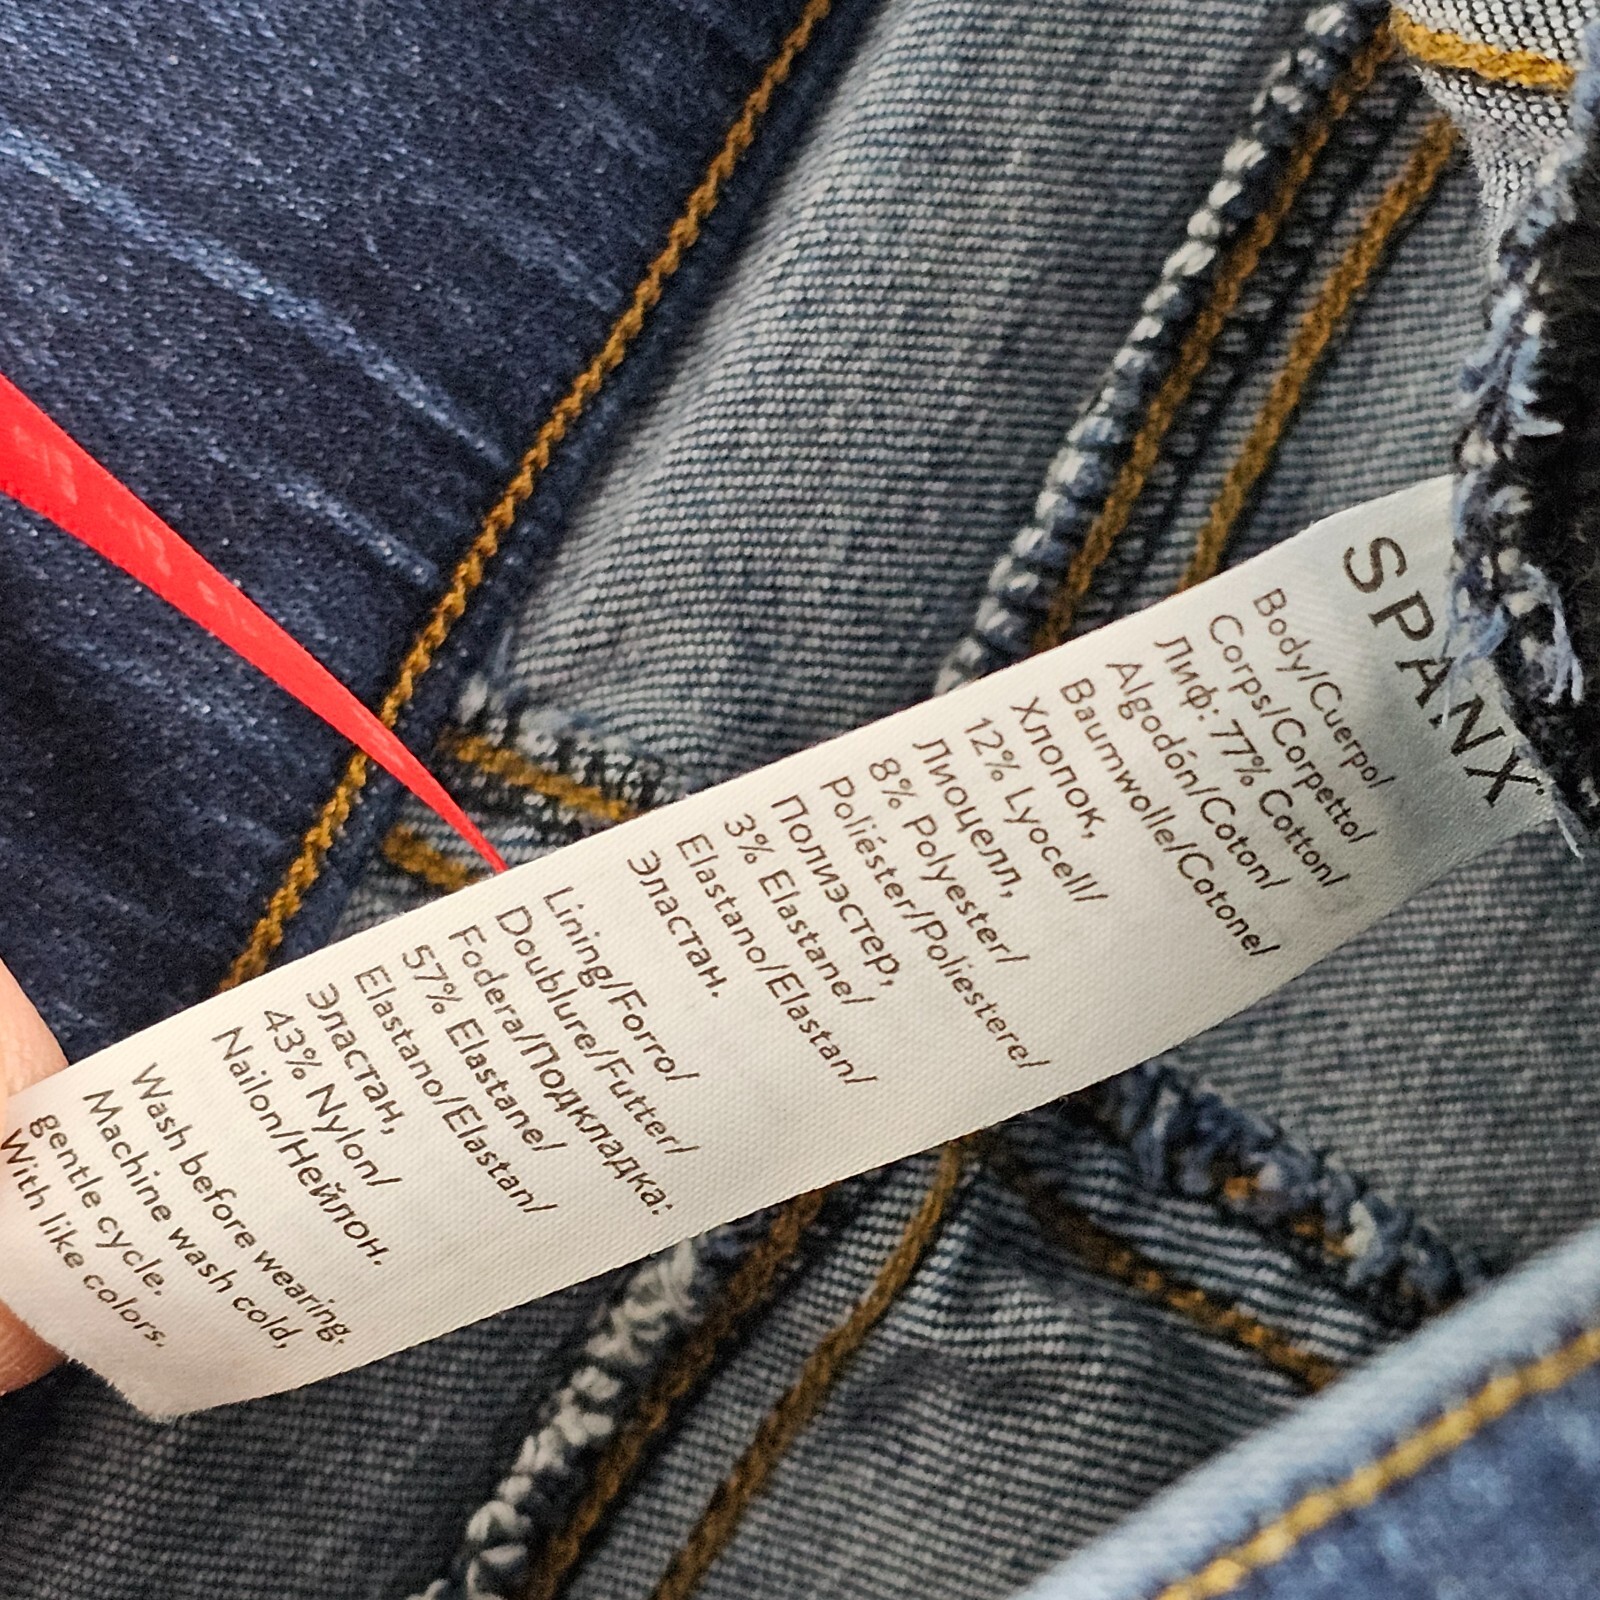 SPANX
Body/Cuerpo/
Corps/Corpetto/
Лиф: 77% Cotton/
Algodón/Coton/
Baumwolle/Cotone/
Хлопок,
12% Lyocell/
Лиоцелл,
8% Polyester/
Poliéster/Poliestere/
Полиэстер,
3% Elastane/
Elastano/Elastan/
Эластан.
Lining/Forro/
Doublure/Futter/
Fodera/Подкладка:
57% Elastane/
Elastano/Elastan/
Эластан,
43% Nylon/
Nailon/Нейлон.
Wash before wearing.
Machine wash cold,
gentle cycle.
With like colors.